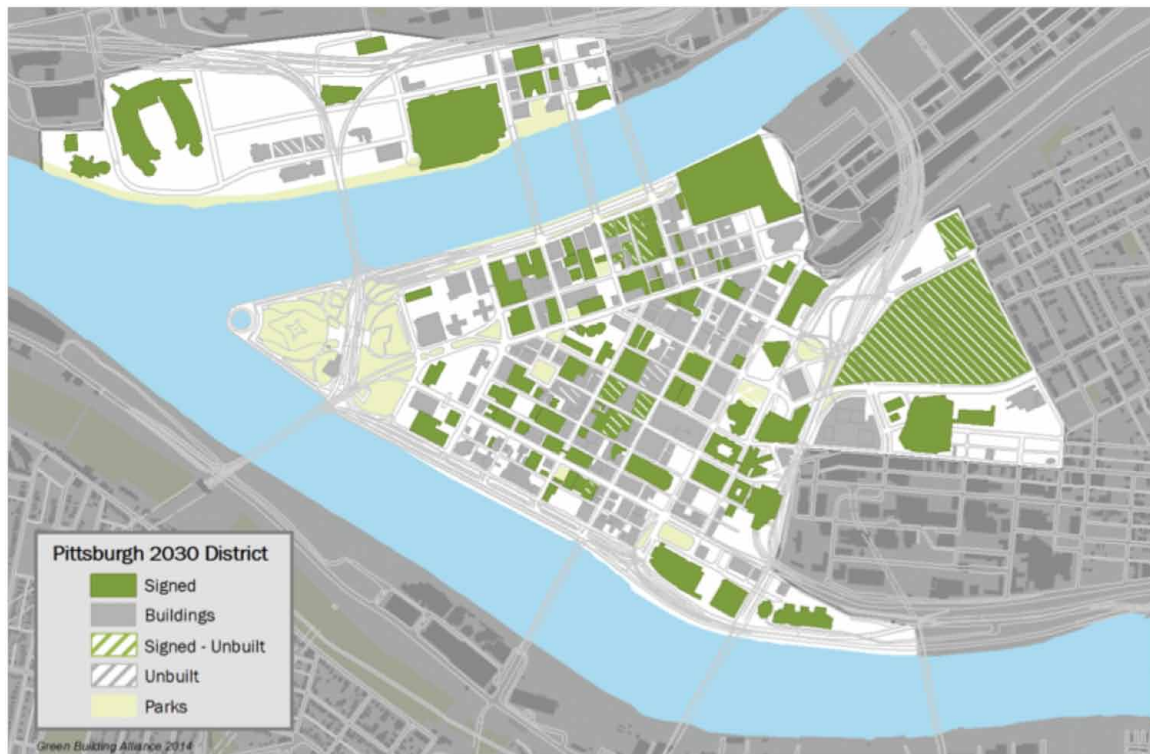 Pittsburgh 2030 District
Signed
Buildings
Signed - Unbuilt
Unbuilt
Parks
Green Building Alliance 2014